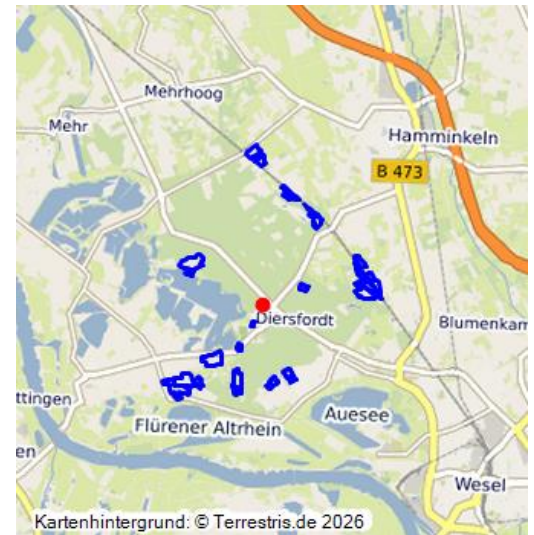 Mehrhoog
Mehr
Hamminkeln
B 473
Diersfordt
Blumenkam
ttingen
Auesee
Flürener Altrhein
en
Wesel
Kartenhintergrund: © Terrestris.de 2026